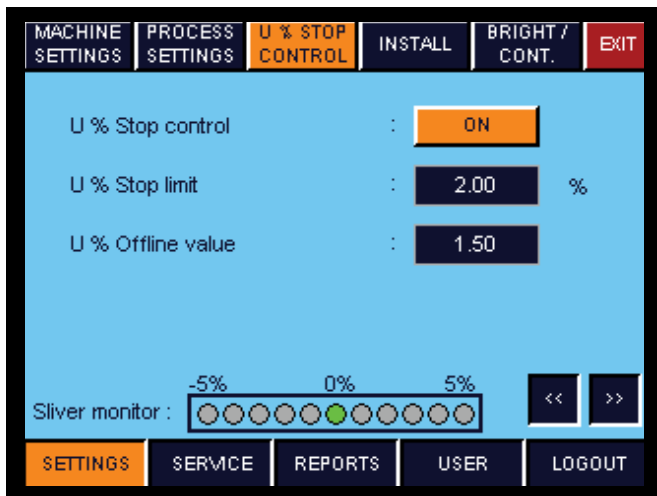 MACHINE SETTINGS PROCESS SETTINGS U % STOP CONTROL INSTALL BRIGHT / CONT. EXIT
U % Stop control : ON
U % Stop limit : 2.00 %
U % Offline value : 1.50
-5% 0% 5%
Sliver monitor : << >>
SETTINGS SERVICE REPORTS USER LOGOUT